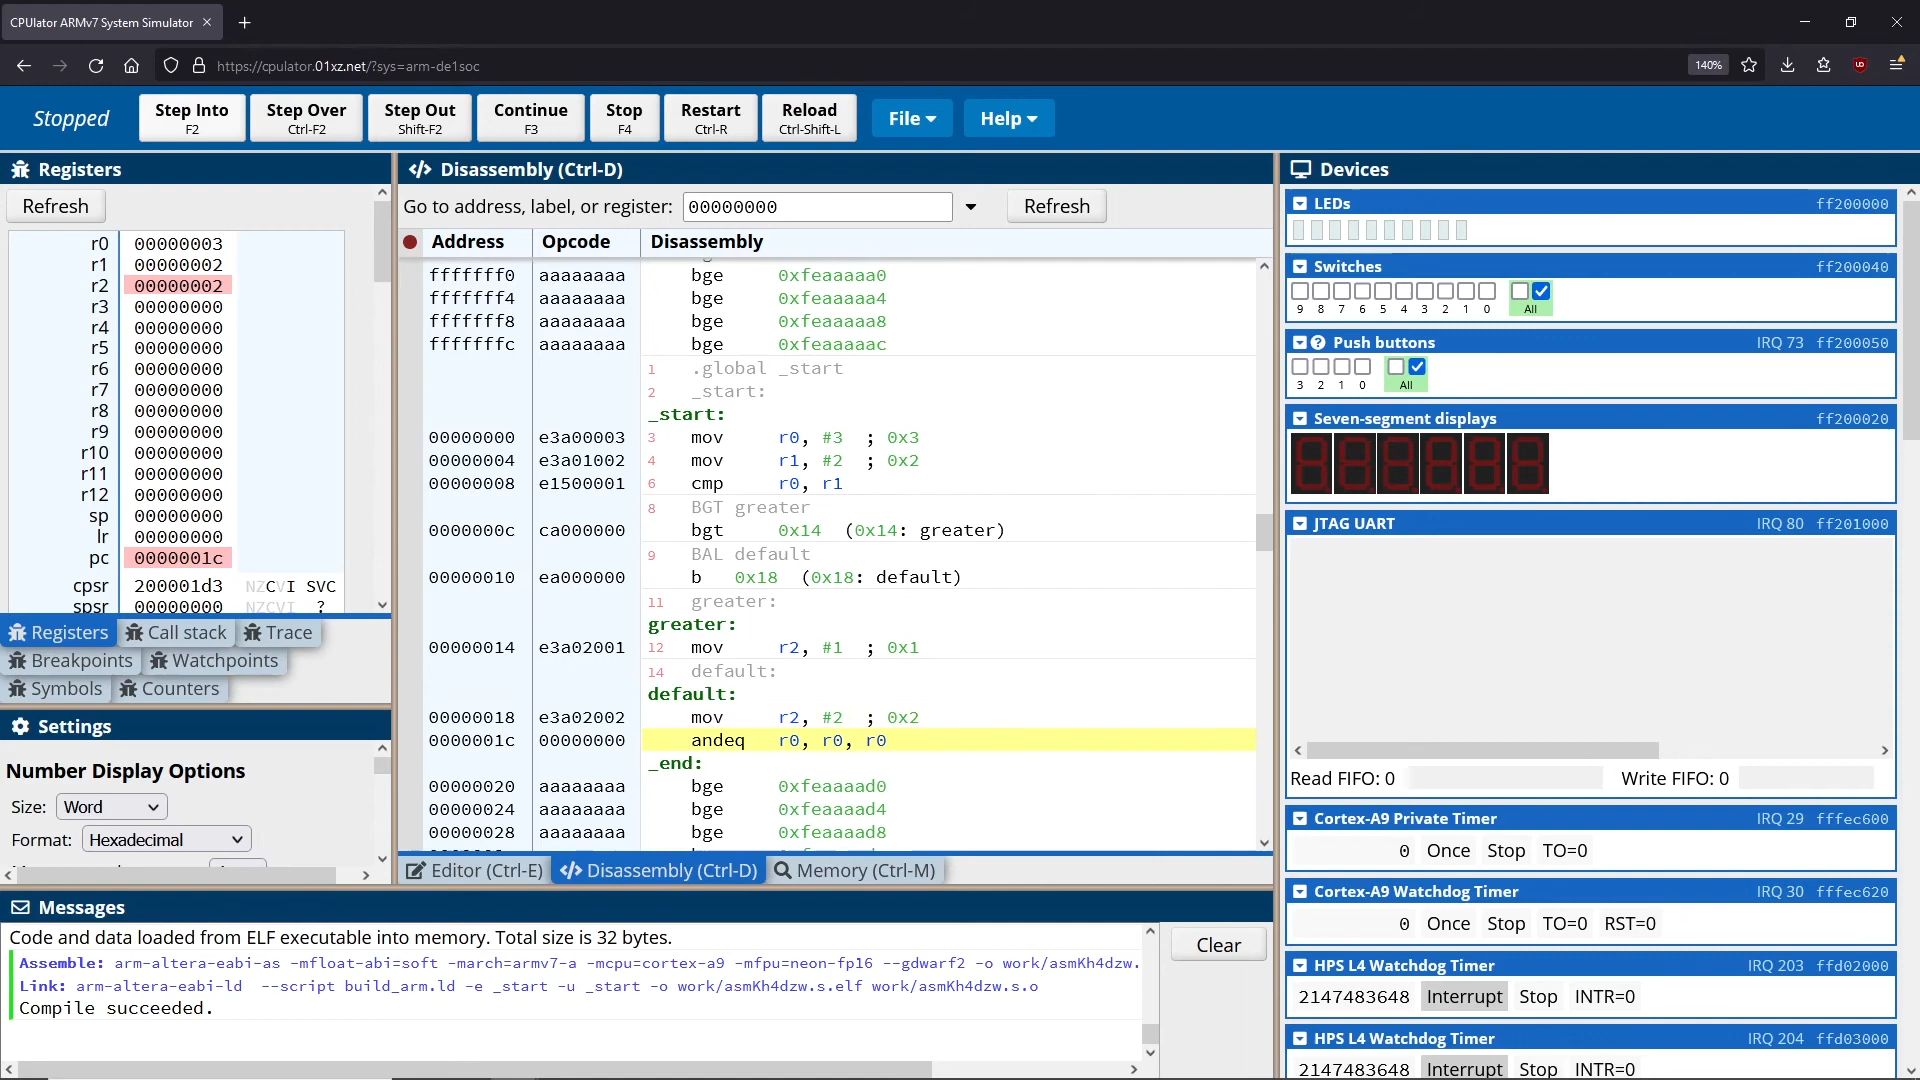 CPUlator ARMv7 System Simulator
https://cpulator.01xz.net/?sys=arm-de1soc
140%
Stopped
Step Into F2
Step Over Ctrl-F2
Step Out Shift-F2
Continue F3
Stop F4
Restart Ctrl-R
Reload Ctrl-Shift-L
File
Help
Registers
Refresh
r0 00000003
r1 00000002
r2 00000002
r3 00000000
r4 00000000
r5 00000000
r6 00000000
r7 00000000
r8 00000000
r9 00000000
r10 00000000
r11 00000000
r12 00000000
sp 00000000
lr 00000000
pc 0000001c
cpsr 200001d3 NZCVI SVC
spsr 00000000 NZCVI ?
Registers Call stack Trace
Breakpoints Watchpoints
Symbols Counters
Settings
Number Display Options
Size: Word
Format: Hexadecimal
Disassembly (Ctrl-D)
Go to address, label, or register: 00000000 Refresh
Address Opcode Disassembly
fffffff0 aaaaaaaa bge 0xfeaaaaa0
fffffff4 aaaaaaaa bge 0xfeaaaaa4
fffffff8 aaaaaaaa bge 0xfeaaaaa8
fffffffc aaaaaaaa bge 0xfeaaaaac
1 .global _start
2 _start:
_start:
00000000 e3a00003 3 mov r0, #3 ; 0x3
00000004 e3a01002 4 mov r1, #2 ; 0x2
00000008 e1500001 6 cmp r0, r1
8 BGT greater
0000000c ca000000 bgt 0x14 (0x14: greater)
9 BAL default
00000010 ea000000 b 0x18 (0x18: default)
11 greater:
greater:
00000014 e3a02001 12 mov r2, #1 ; 0x1
14 default:
default:
00000018 e3a02002 mov r2, #2 ; 0x2
0000001c 00000000 andeq r0, r0, r0
_end:
00000020 aaaaaaaa bge 0xfeaaaad0
00000024 aaaaaaaa bge 0xfeaaaad4
00000028 aaaaaaaa bge 0xfeaaaad8
Editor (Ctrl-E) Disassembly (Ctrl-D) Memory (Ctrl-M)
Messages
Code and data loaded from ELF executable into memory. Total size is 32 bytes.
Assemble: arm-altera-eabi-as -mfloat-abi=soft -march=armv7-a -mcpu=cortex-a9 -mfpu=neon-fp16 --gdwarf2 -o work/asmKh4dzw.
Link: arm-altera-eabi-ld --script build_arm.ld -e _start -u _start -o work/asmKh4dzw.s.elf work/asmKh4dzw.s.o
Compile succeeded.
Clear
Devices
LEDs ff200000
Switches ff200040
9 8 7 6 5 4 3 2 1 0 All
Push buttons IRQ 73 ff200050
3 2 1 0 All
Seven-segment displays ff200020
JTAG UART IRQ 80 ff201000
Read FIFO: 0 Write FIFO: 0
Cortex-A9 Private Timer IRQ 29 fffec600
0 Once Stop TO=0
Cortex-A9 Watchdog Timer IRQ 30 fffec620
0 Once Stop TO=0 RST=0
HPS L4 Watchdog Timer IRQ 203 ffd02000
2147483648 Interrupt Stop INTR=0
HPS L4 Watchdog Timer IRQ 204 ffd03000
2147483648 Interrupt Stop INTR=0